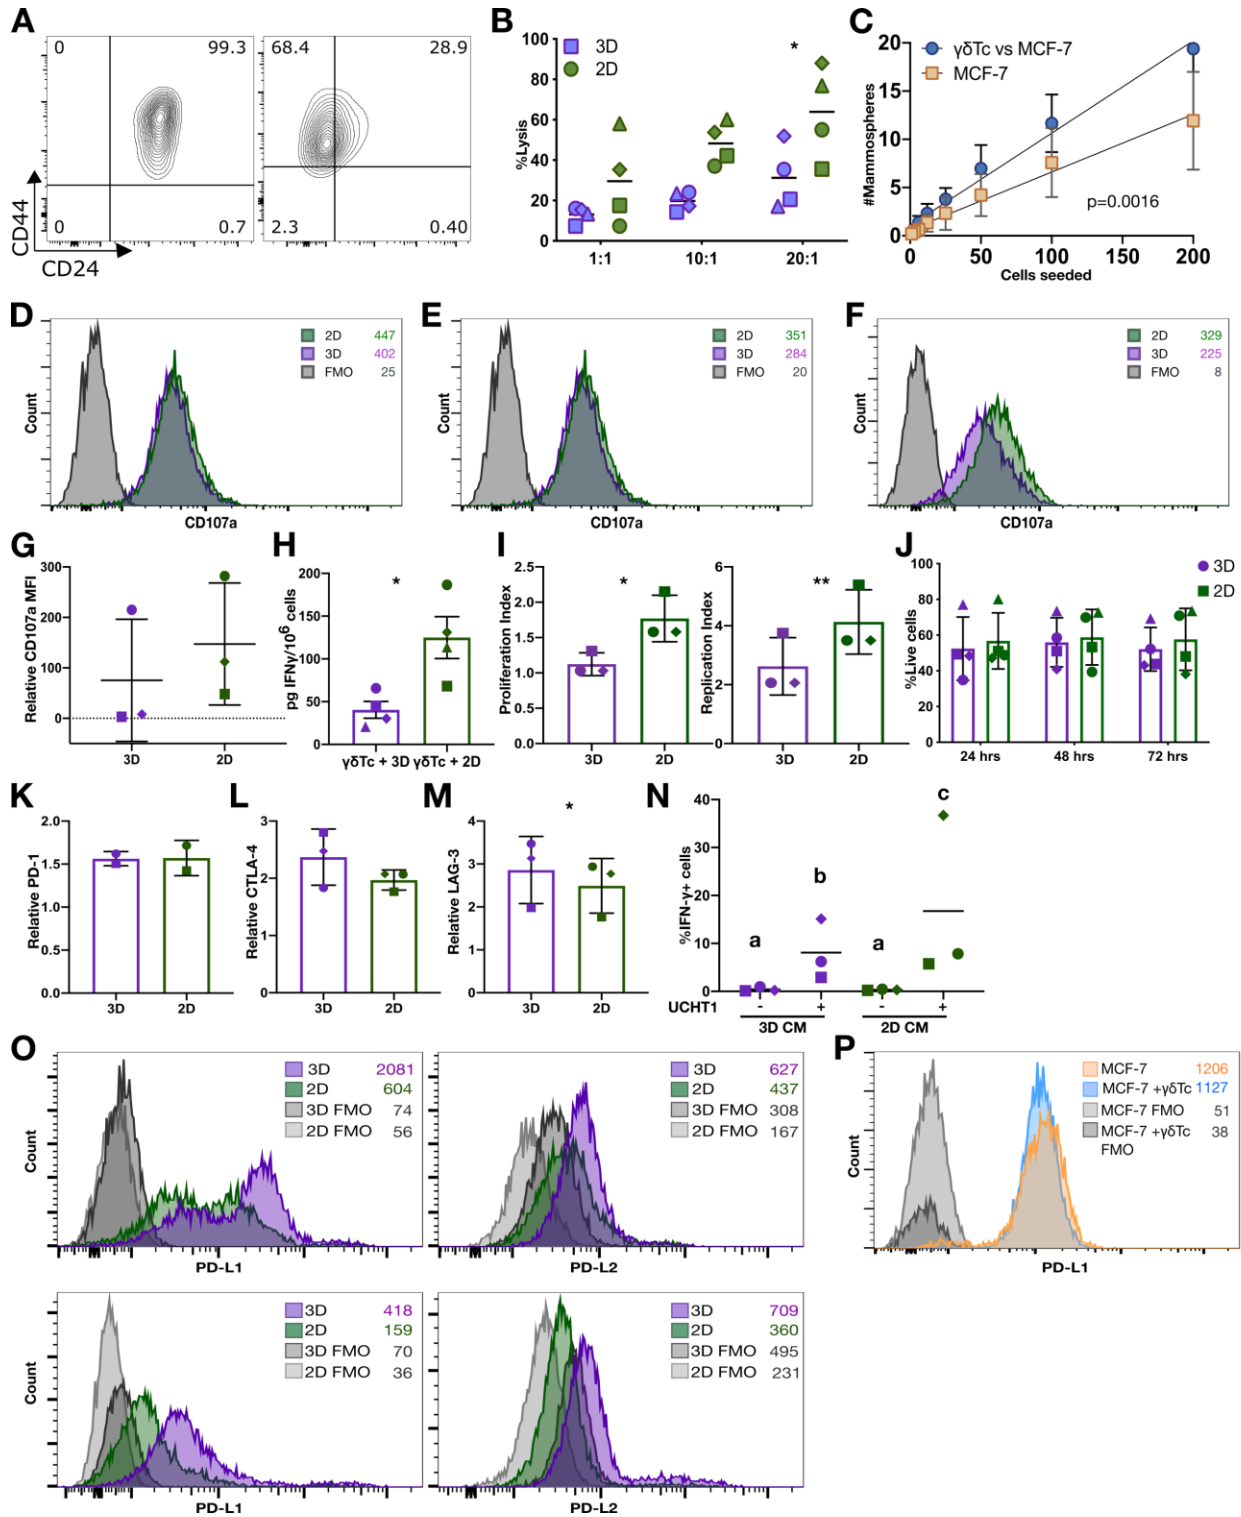 A
0
99.3
0
0.7
68.4
28.9
2.3
0.40
CD44
CD24
B
3D
2D
%Lysis
100
80
60
40
20
0
1:1
10:1
20:1
*
C
γδTc vs MCF-7
MCF-7
#Mammospheres
20
15
10
5
0
0
50
100
150
200
Cells seeded
p=0.0016
D
2D 447
3D 402
FMO 25
Count
CD107a
E
2D 351
3D 284
FMO 20
Count
CD107a
F
2D 329
3D 225
FMO 8
Count
CD107a
G
Relative CD107a MFI
300
200
100
0
3D
2D
H
pg IFNγ/10⁶ cells
200
150
100
50
0
*
γδTc + 3D γδTc + 2D
I
Proliferation Index
2.5
2.0
1.5
1.0
0.5
0.0
*
3D
2D
Replication Index
6
4
2
0
**
3D
2D
J
%Live cells
100
80
60
40
20
0
3D
2D
24 hrs
48 hrs
72 hrs
K
Relative PD-1
2.0
1.5
1.0
0.5
0.0
3D
2D
L
Relative CTLA-4
3
2
1
0
3D
2D
M
Relative LAG-3
4
3
2
1
0
*
3D
2D
N
%IFN-γ+ cells
40
30
20
10
0
a
b
a
c
UCHT1 - + - +
3D CM
2D CM
O
3D 2081
2D 604
3D FMO 74
2D FMO 56
Count
PD-L1
3D 627
2D 437
3D FMO 308
2D FMO 167
PD-L2
3D 418
2D 159
3D FMO 70
2D FMO 36
Count
PD-L1
3D 709
2D 360
3D FMO 495
2D FMO 231
PD-L2
P
MCF-7 1206
MCF-7 +γδTc 1127
MCF-7 FMO 51
MCF-7 +γδTc 38
FMO
Count
PD-L1